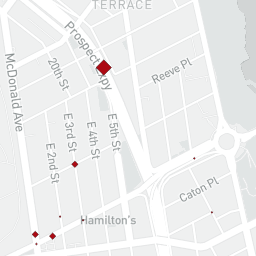 TERRACE
Prospect Expy
20th St
Reeve Pl
McDonald Ave
E 3rd St
E 5th St
E 4th St
E 2nd St
Caton Pl
Hamilton's